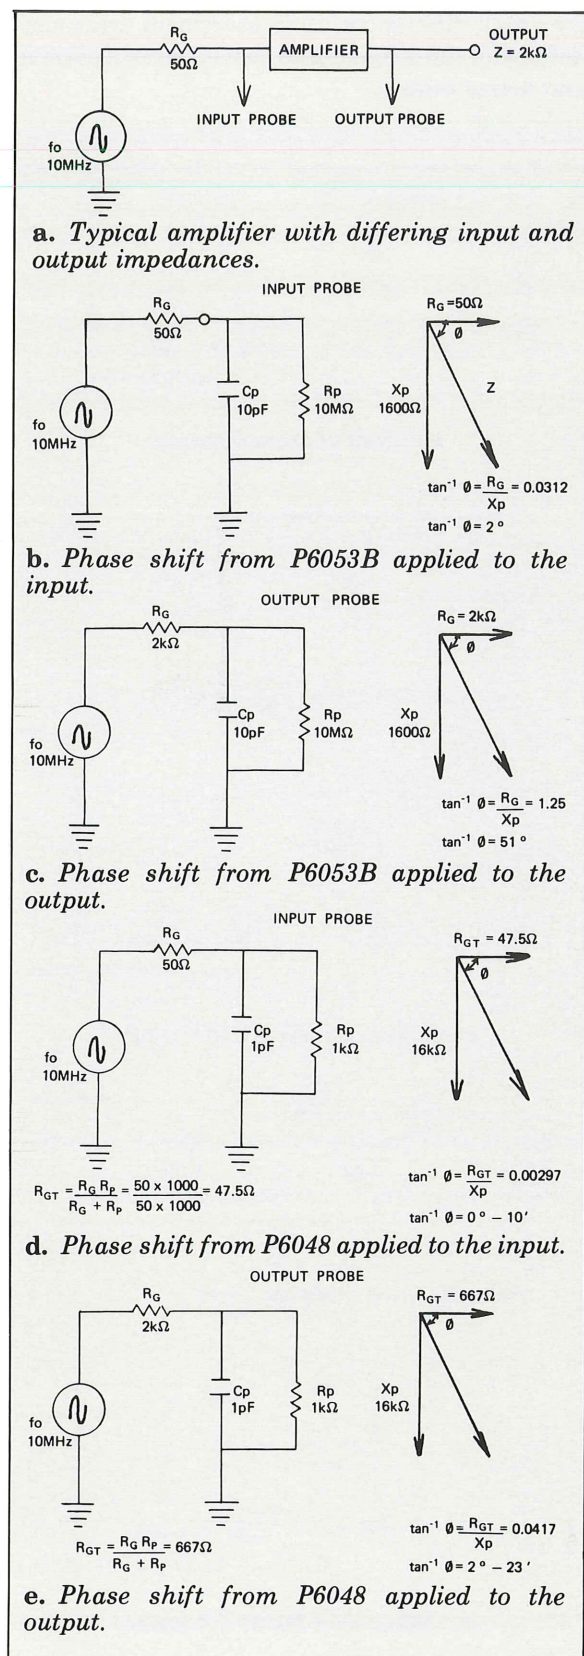 RG
50Ω
AMPLIFIER
OUTPUT
Z = 2kΩ
INPUT PROBE
OUTPUT PROBE
fo
10MHz
a. Typical amplifier with differing input and
output impedances.
INPUT PROBE
RG
50Ω
RG = 50Ω
Ø
Cp
10pF
Rp
10MΩ
Xp
1600Ω
Z
fo
10MHz
tan⁻¹ Ø = RG/Xp = 0.0312
tan⁻¹ Ø = 2°
b. Phase shift from P6053B applied to the
input.
OUTPUT PROBE
RG
2kΩ
RG = 2kΩ
Ø
Cp
10pF
Rp
10MΩ
Xp
1600Ω
fo
10MHz
tan⁻¹ Ø = RG/Xp = 1.25
tan⁻¹ Ø = 51°
c. Phase shift from P6053B applied to the
output.
INPUT PROBE
RG
50Ω
RGT = 47.5Ω
Ø
Cp
1pF
Rp
1kΩ
Xp
16kΩ
fo
10MHz
RGT = RG RP / RG + RP = 50 x 1000 / 50 x 1000 = 47.5Ω
tan⁻¹ Ø = RGT/Xp = 0.00297
tan⁻¹ Ø = 0° – 10′
d. Phase shift from P6048 applied to the input.
OUTPUT PROBE
RG
2kΩ
RGT = 667Ω
Ø
Cp
1pF
Rp
1kΩ
Xp
16kΩ
fo
10MHz
RGT = RG RP / RG + RP = 667Ω
tan⁻¹ Ø = RGT/Xp = 0.0417
tan⁻¹ Ø = 2° – 23′
e. Phase shift from P6048 applied to the
output.